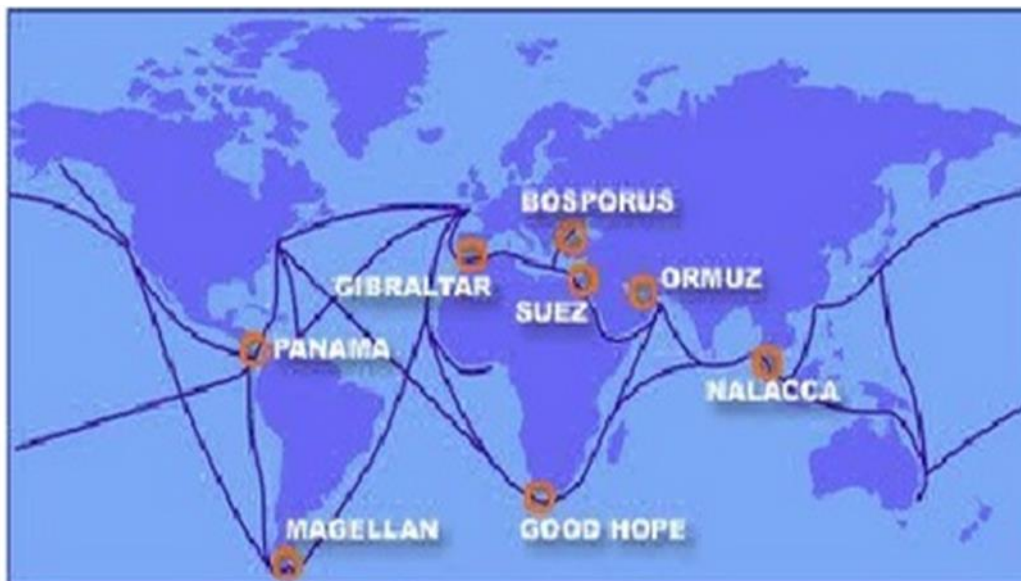 BOSPORUS
ORMUZ
GIBRALTAR
SUEZ
PANAMA
NALACCA
MAGELLAN
GOOD HOPE